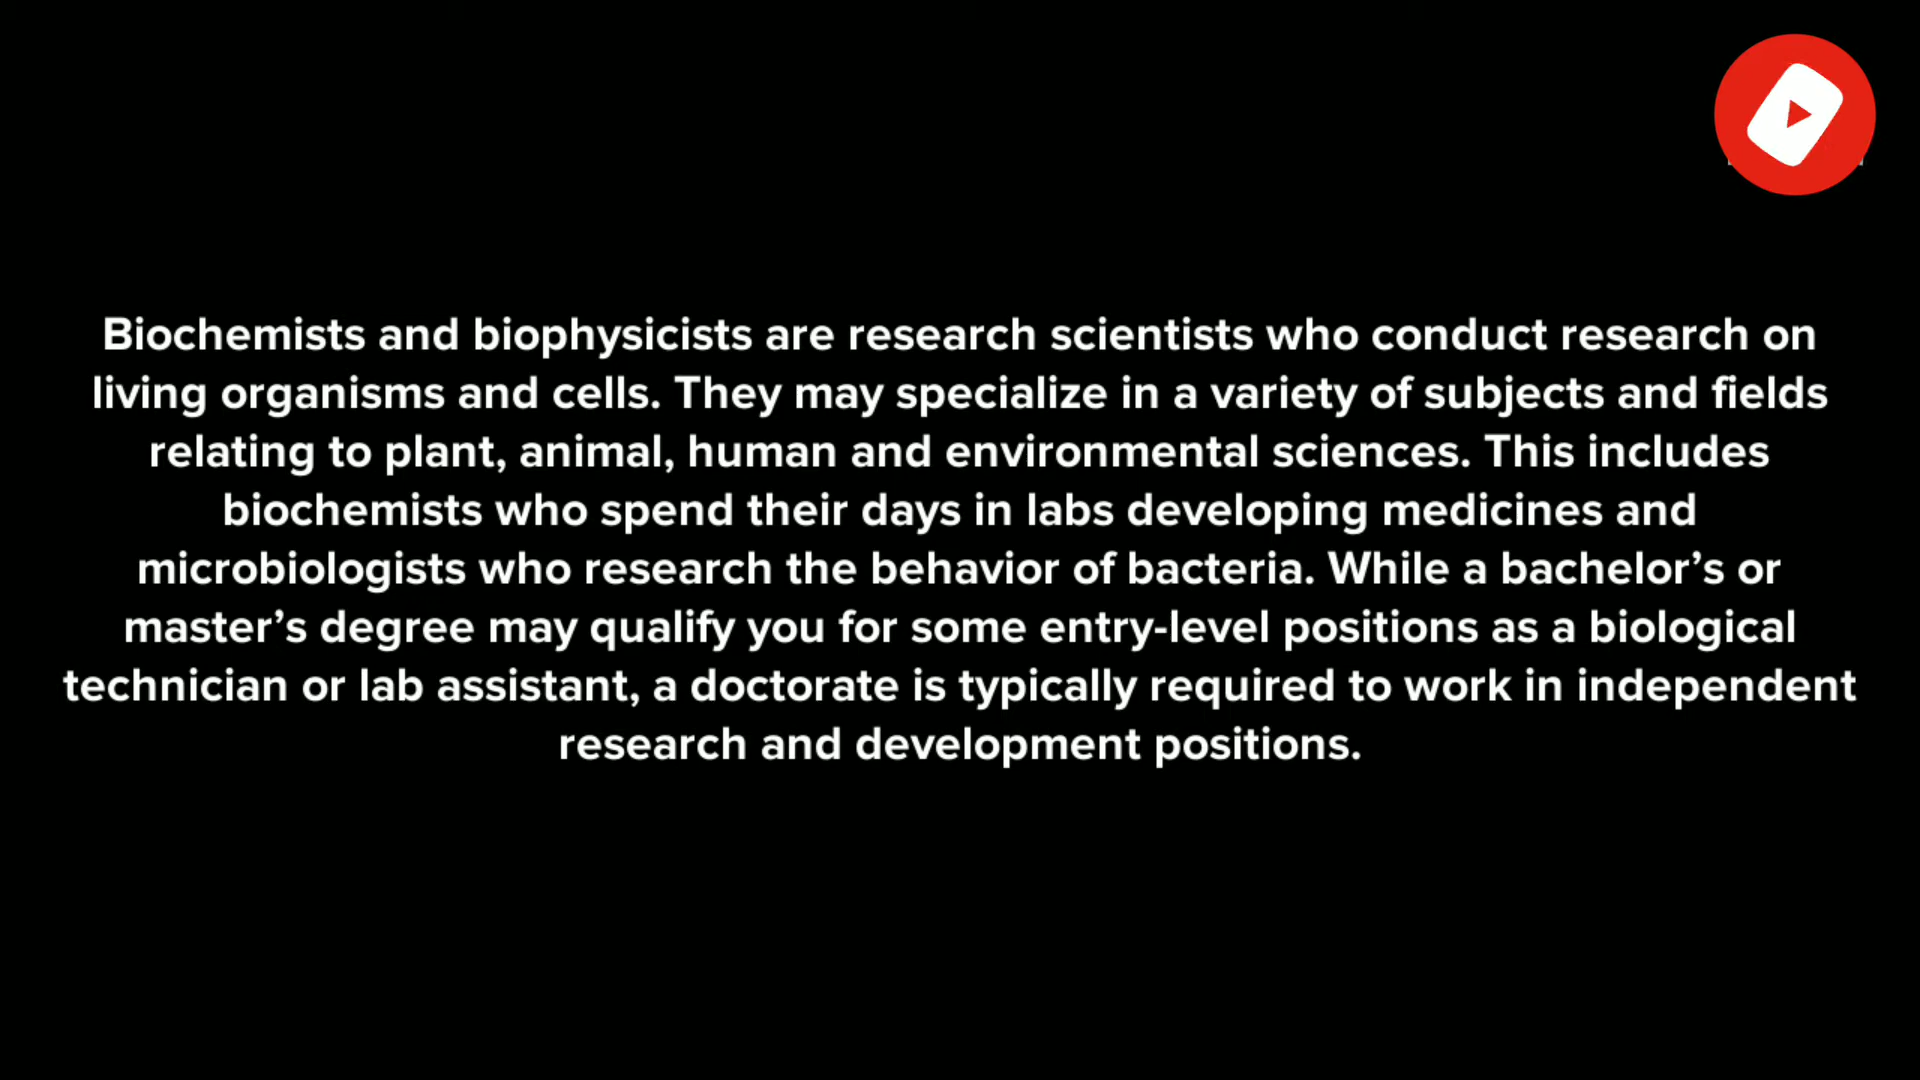 Biochemists and biophysicists are research scientists who conduct research on
living organisms and cells. They may specialize in a variety of subjects and fields
relating to plant, animal, human and environmental sciences. This includes
biochemists who spend their days in labs developing medicines and
microbiologists who research the behavior of bacteria. While a bachelor’s or
master’s degree may qualify you for some entry-level positions as a biological
technician or lab assistant, a doctorate is typically required to work in independent
research and development positions.